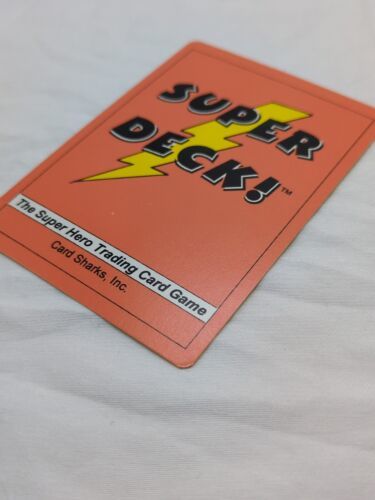 SUPER
DECK!™
The Super Hero Trading Card Game
Card Sharks, Inc.